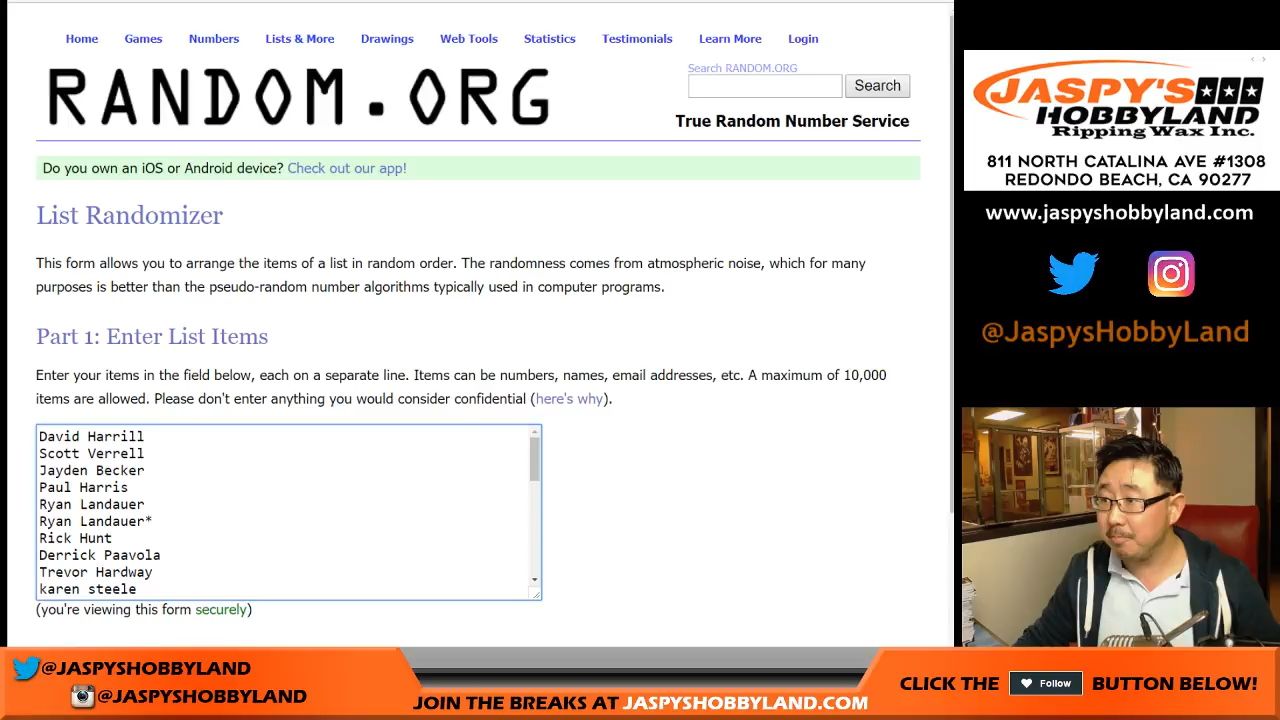 Home Games Numbers Lists & More Drawings Web Tools Statistics Testimonials Learn More Login
RANDOM.ORG
Search RANDOM.ORG
Search
True Random Number Service
Do you own an iOS or Android device? Check out our app!
List Randomizer
This form allows you to arrange the items of a list in random order. The randomness comes from atmospheric noise, which for many
purposes is better than the pseudo-random number algorithms typically used in computer programs.
Part 1: Enter List Items
Enter your items in the field below, each on a separate line. Items can be numbers, names, email addresses, etc. A maximum of 10,000
items are allowed. Please don't enter anything you would consider confidential (here's why).
David Harrill
Scott Verrell
Jayden Becker
Paul Harris
Ryan Landauer
Ryan Landauer*
Rick Hunt
Derrick Paavola
Trevor Hardway
karen steele
(you're viewing this form securely)
JASPY'S
HOBBYLAND
Ripping Wax Inc.
811 NORTH CATALINA AVE #1308
REDONDO BEACH, CA 90277
www.jaspyshobbyland.com
@JaspysHobbyLand
@JASPYSHOBBYLAND
@JASPYSHOBBYLAND
JOIN THE BREAKS AT JASPYSHOBBYLAND.COM
CLICK THE Follow BUTTON BELOW!